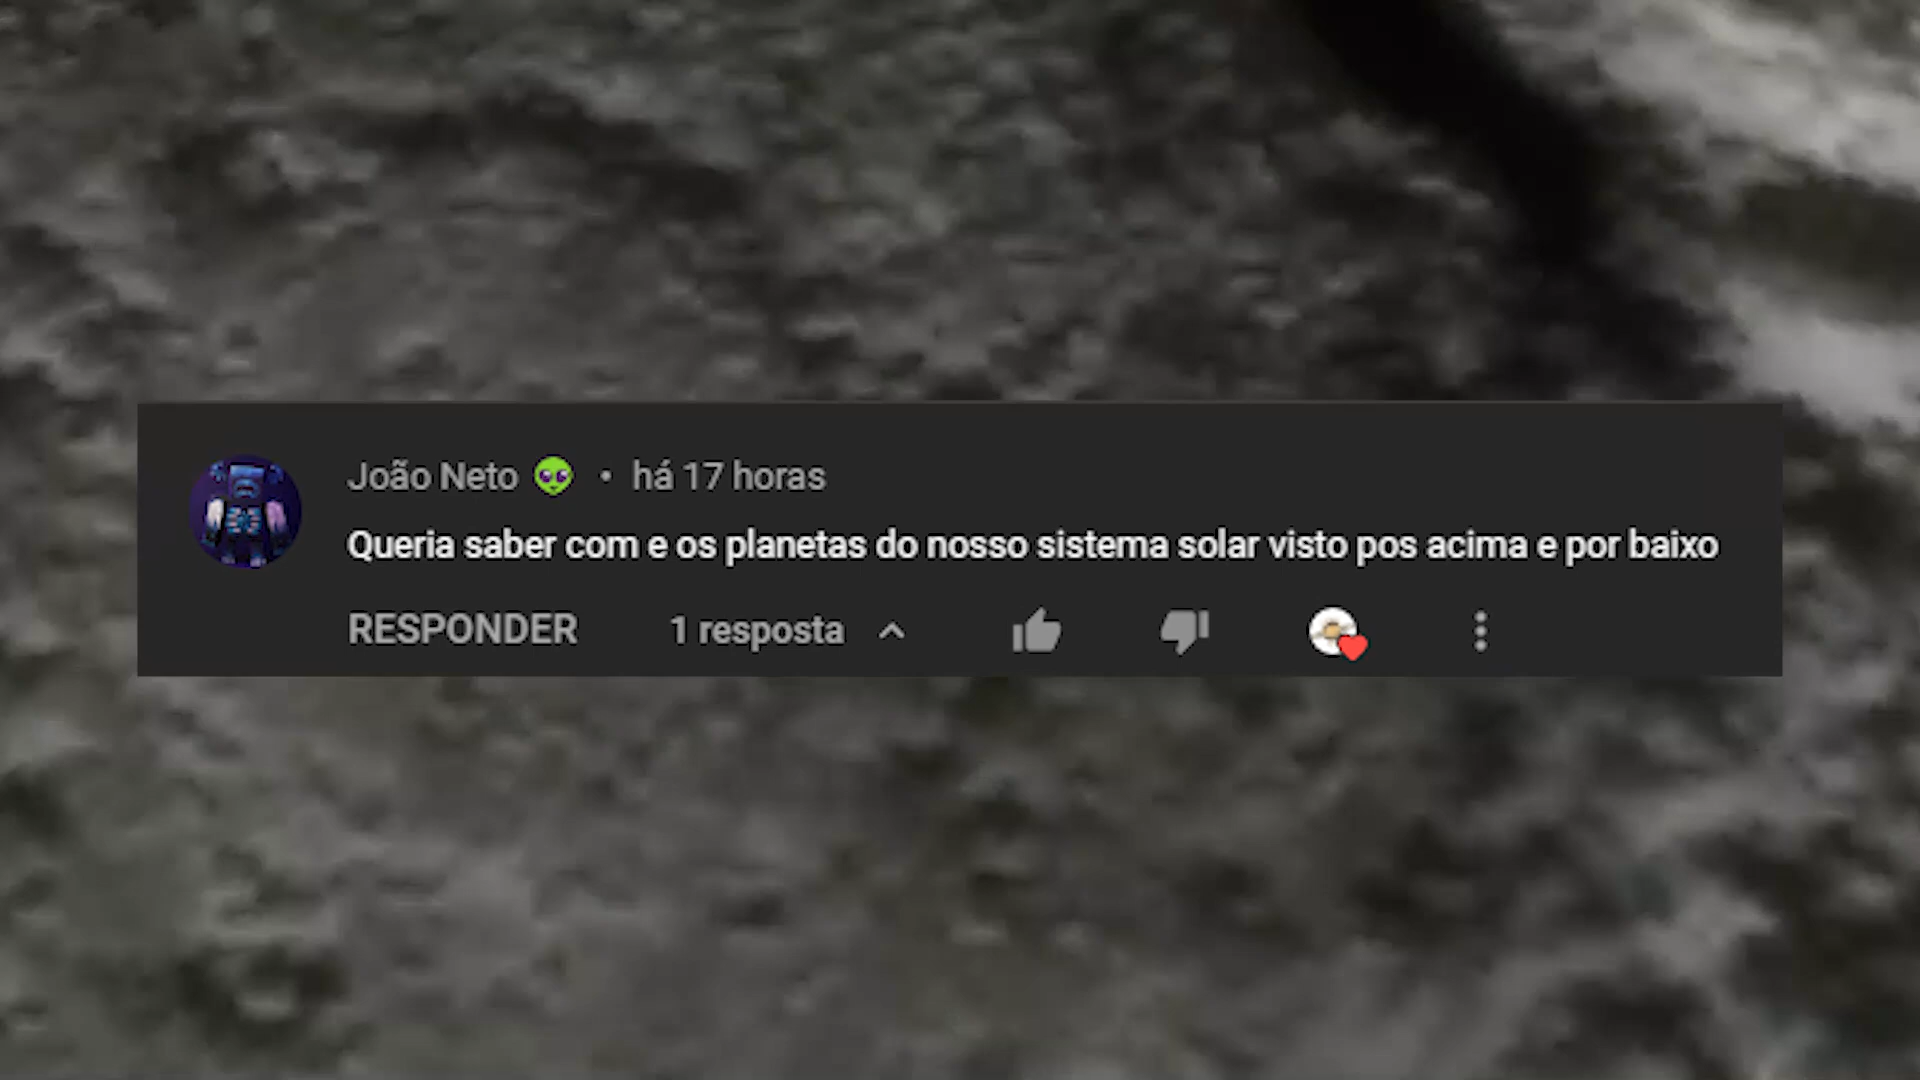 João Neto 👽 • há 17 horas
Queria saber com e os planetas do nosso sistema solar visto pos acima e por baixo
RESPONDER 1 resposta